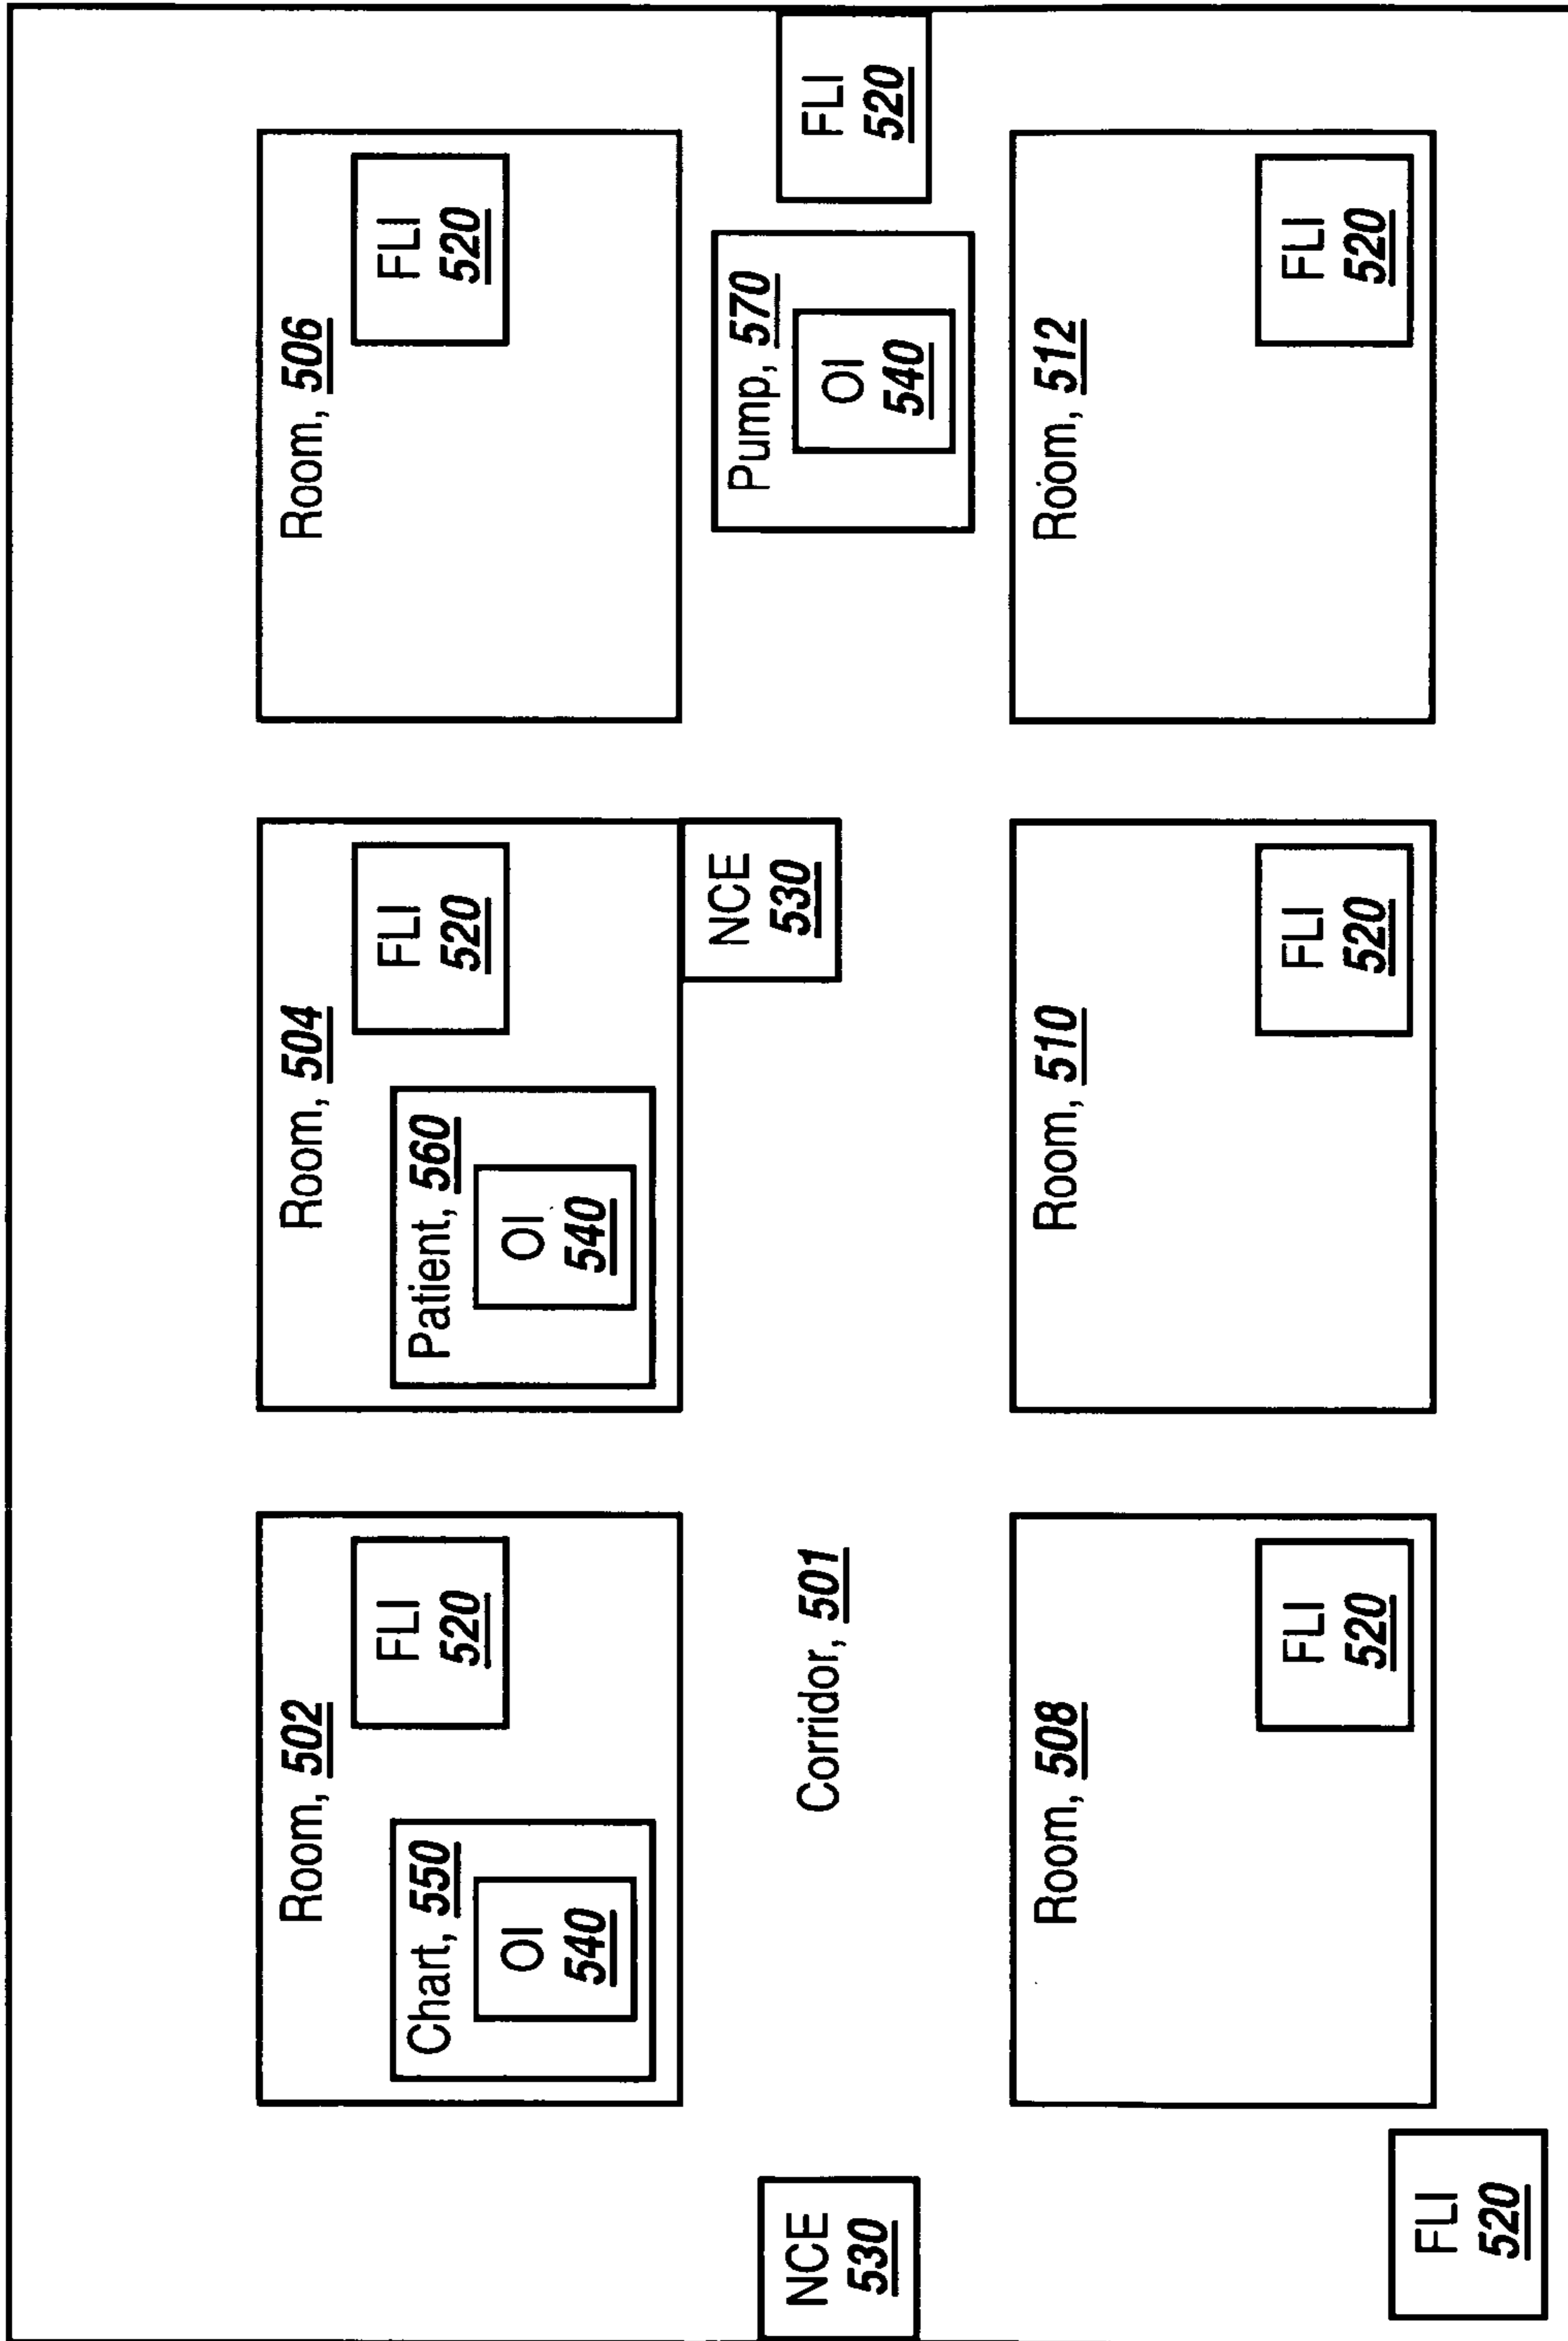 Room, 502
FLI
520
Chart, 550
OI
540
Room, 504
FLI
520
Patient, 560
OI
540
Room, 506
FLI
520
NCE
530
Corridor, 501
NCE
530
Pump, 570
OI
540
FLI
520
Room, 508
FLI
520
Room, 510
FLI
520
Room, 512
FLI
520
FLI
520